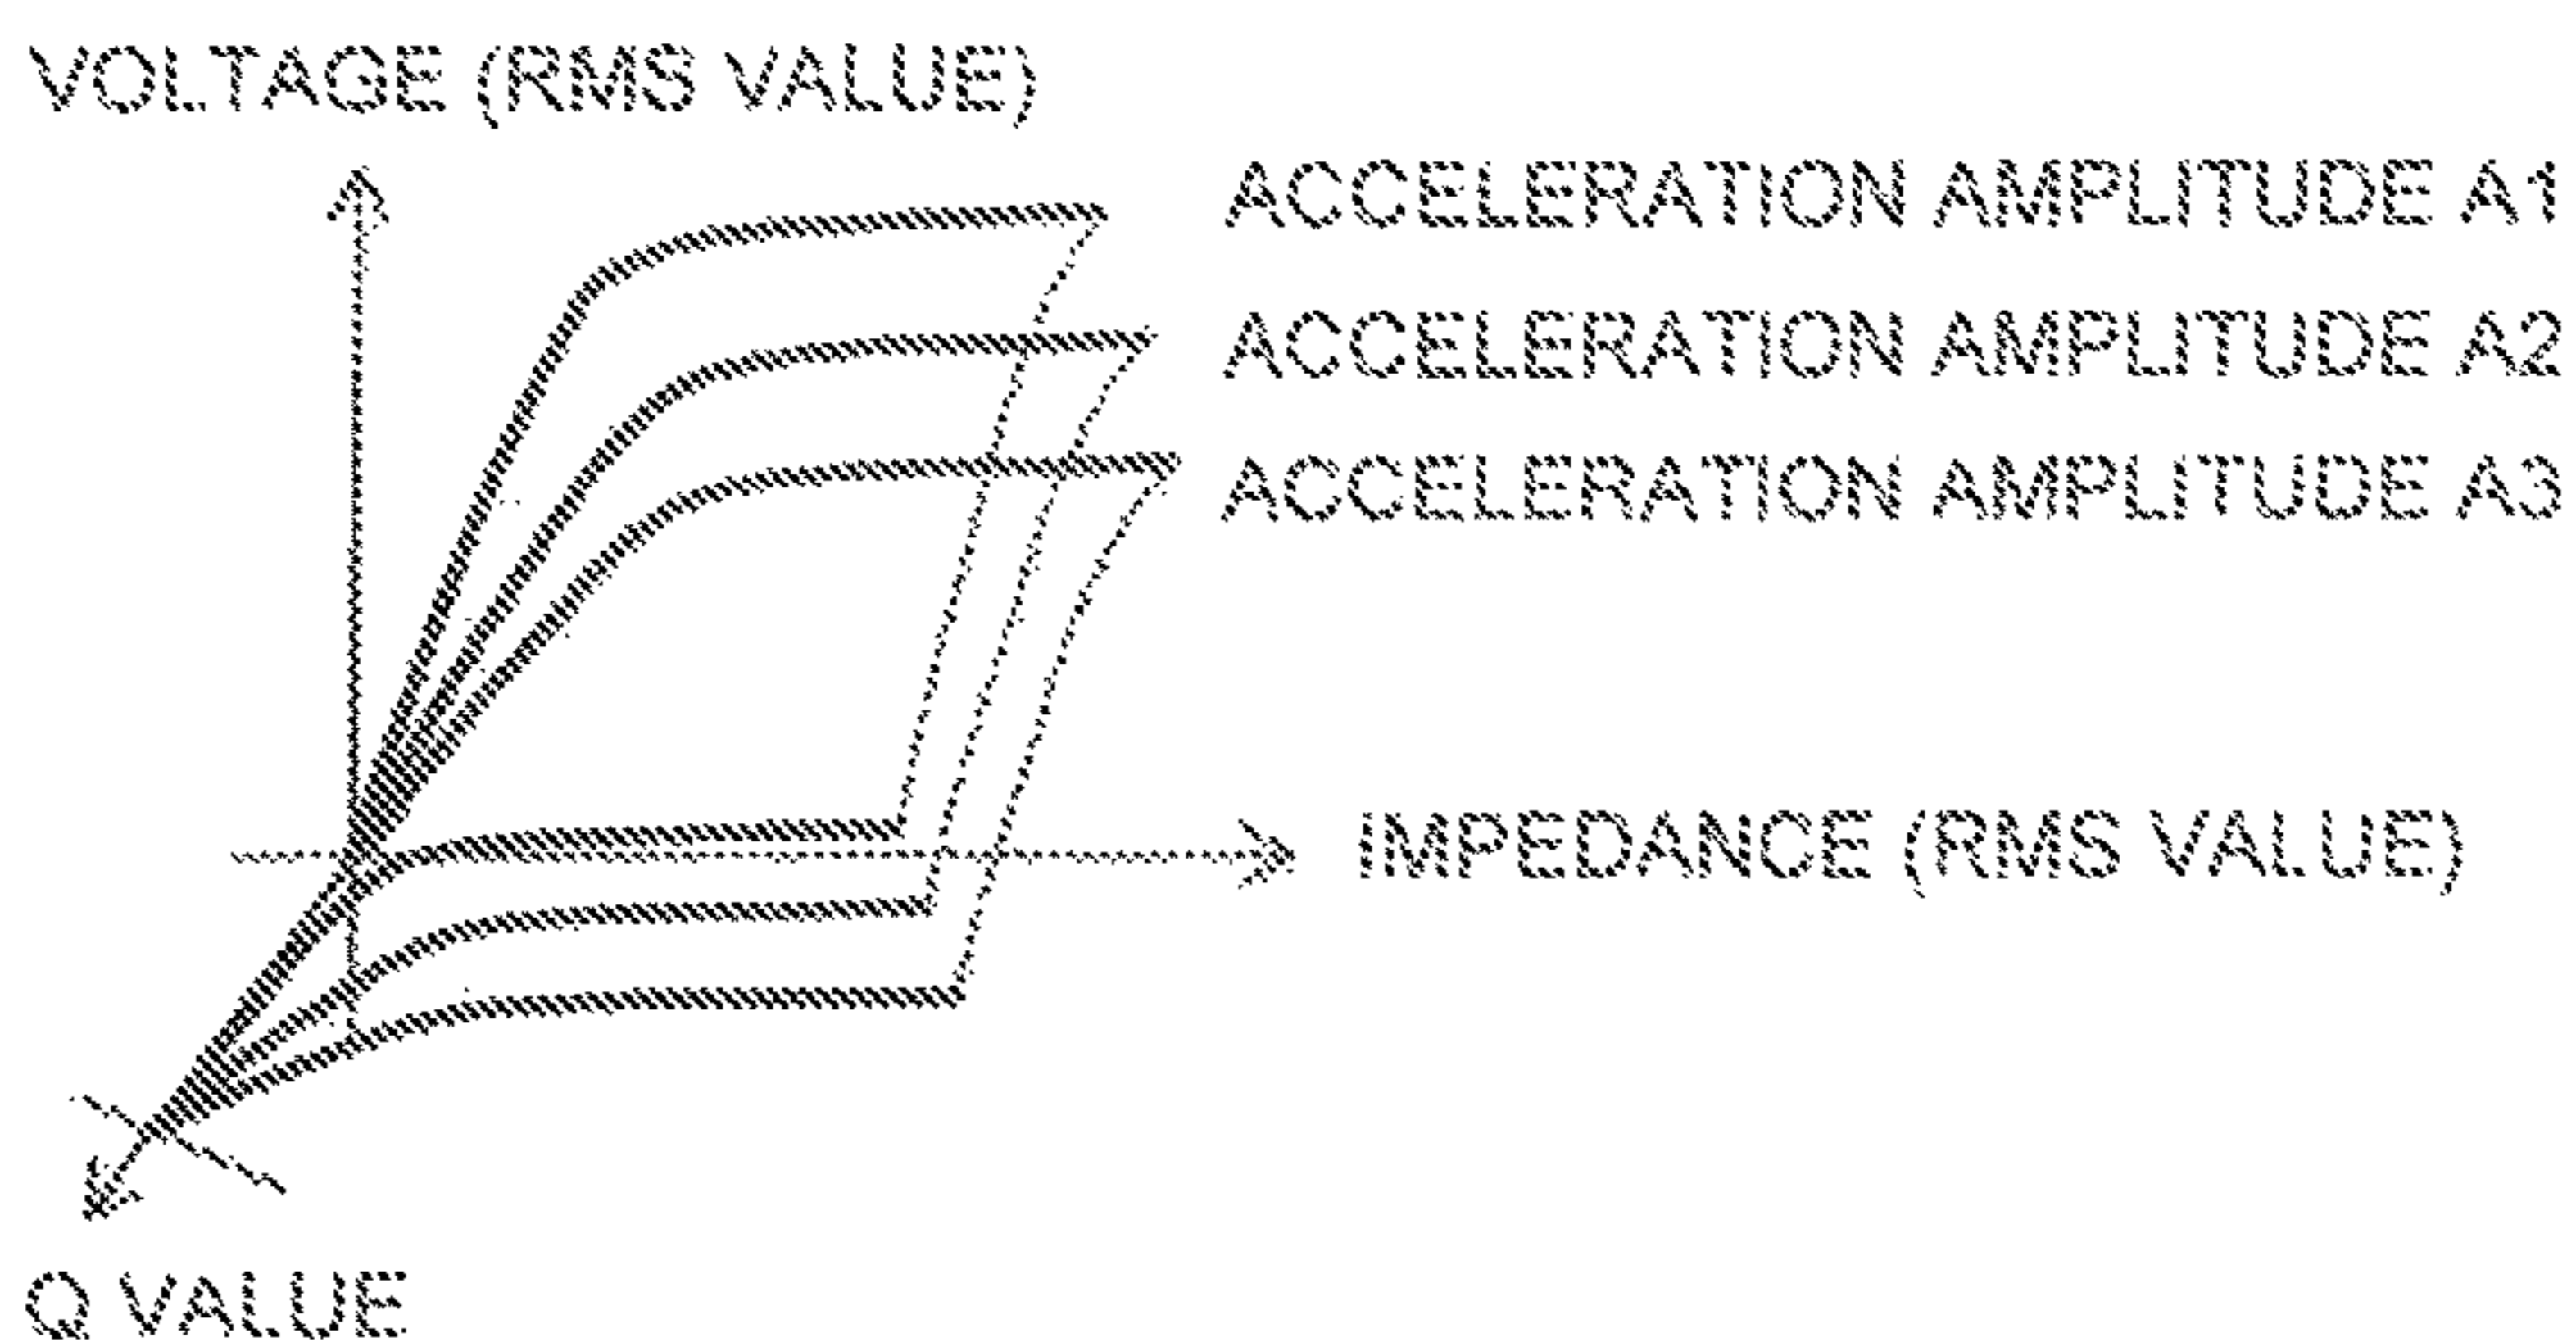 VOLTAGE (RMS VALUE)
ACCELERATION AMPLITUDE A1
ACCELERATION AMPLITUDE A2
ACCELERATION AMPLITUDE A3
IMPEDANCE (RMS VALUE)
Q VALUE